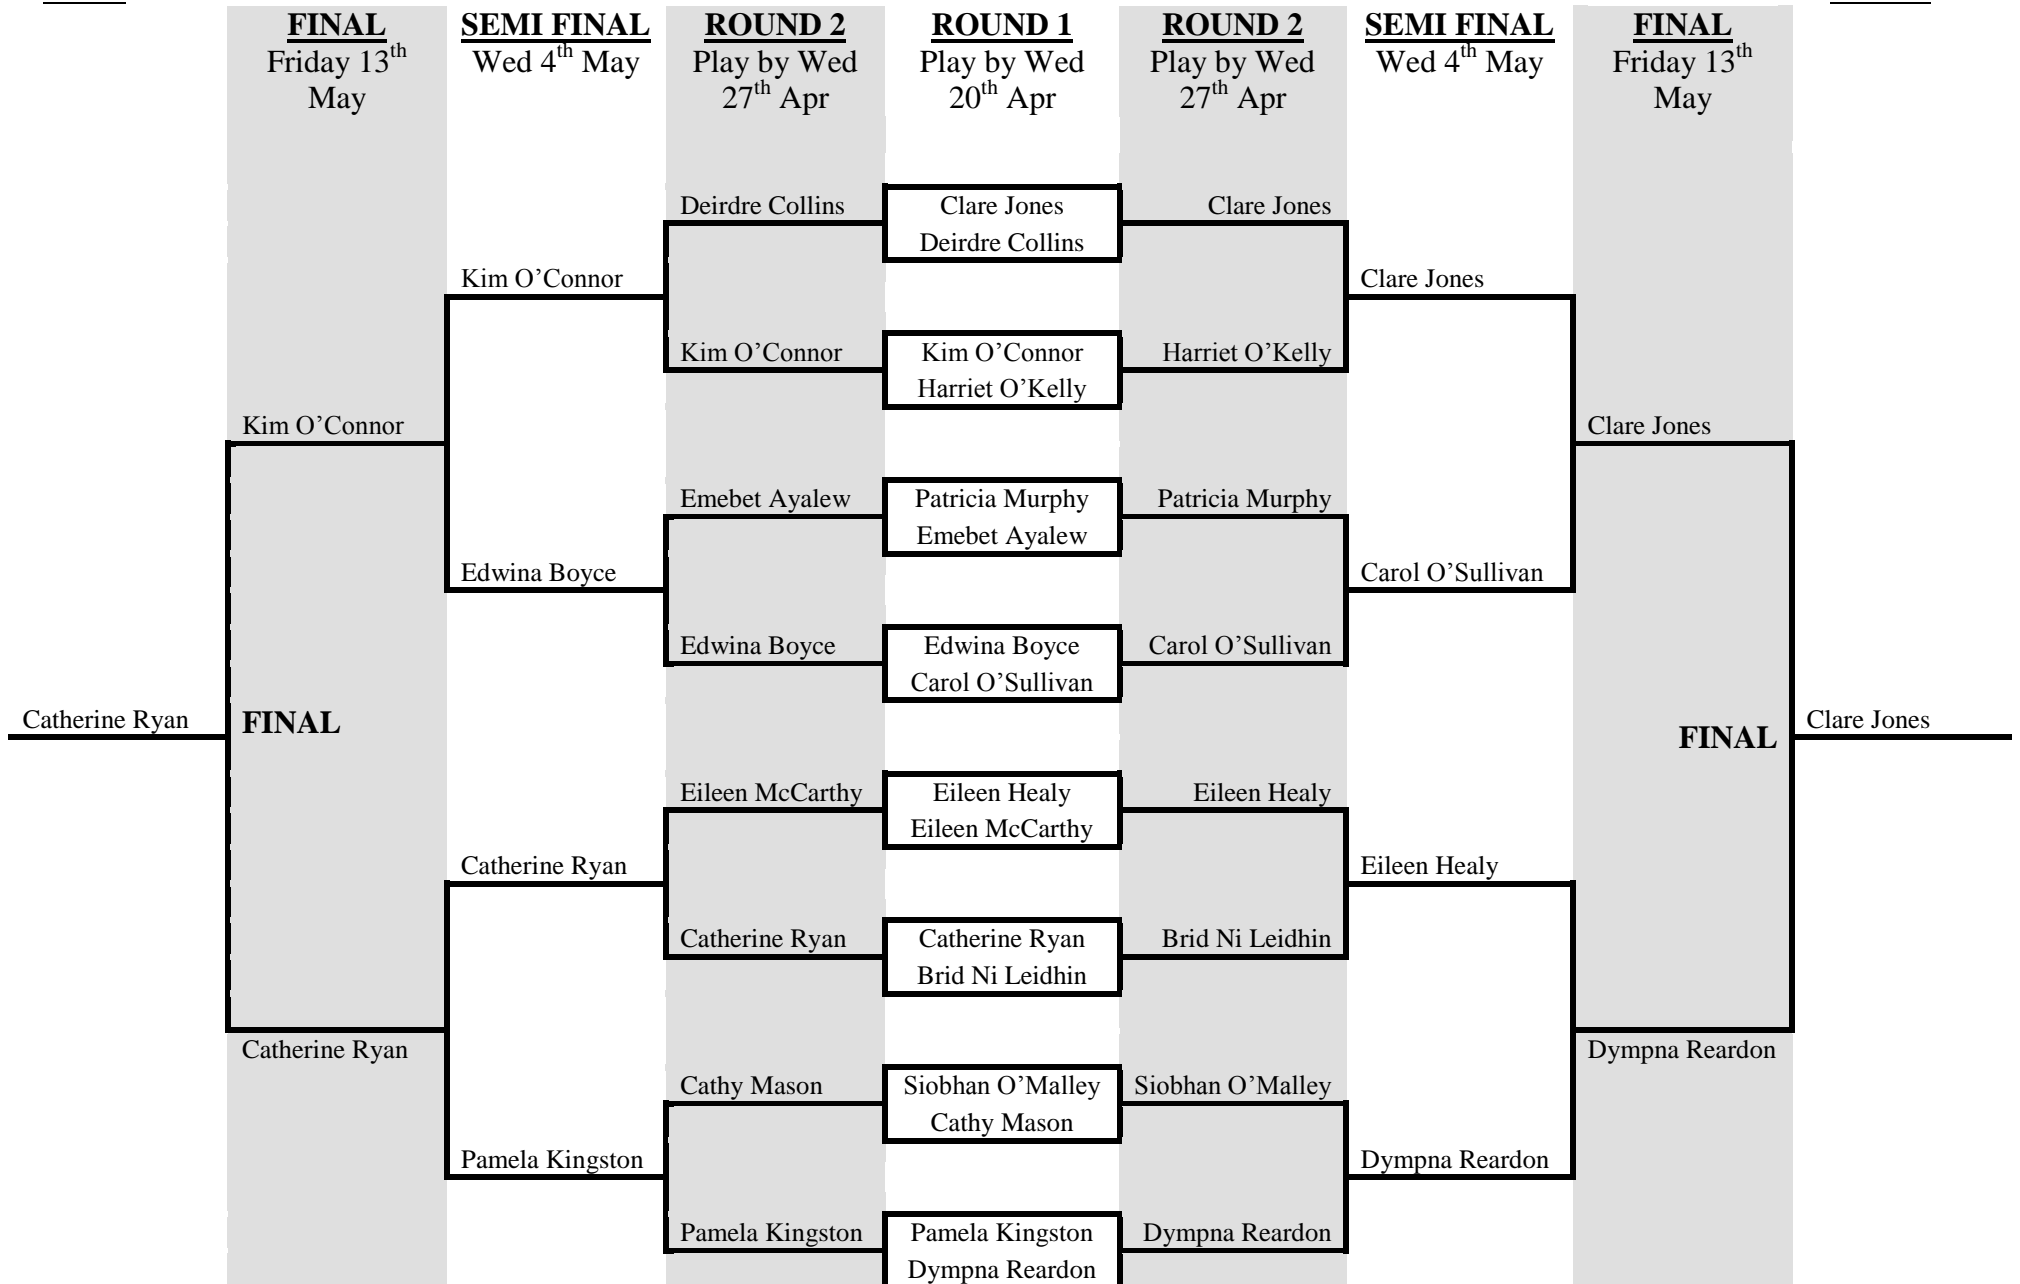 FINAL SEMI FINAL ROUND 2 ROUND 1 ROUND 2 SEMI FINAL FINAL
Friday 13th Wed 4th May Play by Wed Play by Wed Play by Wed Wed 4th May Friday 13th
May 27th Apr 20th Apr 27th Apr May
Deirdre Collins Clare Jones Clare Jones
Deirdre Collins
Kim O’Connor Clare Jones
Kim O’Connor Kim O’Connor Harriet O’Kelly
Harriet O’Kelly
Kim O’Connor Clare Jones
Emebet Ayalew Patricia Murphy Patricia Murphy
Emebet Ayalew
Edwina Boyce Carol O’Sullivan
Edwina Boyce Edwina Boyce Carol O’Sullivan
Carol O’Sullivan
Catherine Ryan FINAL FINAL Clare Jones
Eileen McCarthy Eileen Healy Eileen Healy
Eileen McCarthy
Catherine Ryan Eileen Healy
Catherine Ryan Catherine Ryan Brid Ni Leidhin
Brid Ni Leidhin
Catherine Ryan Dympna Reardon
Cathy Mason Siobhan O’Malley Siobhan O’Malley
Cathy Mason
Pamela Kingston Dympna Reardon
Pamela Kingston Pamela Kingston Dympna Reardon
Dympna Reardon